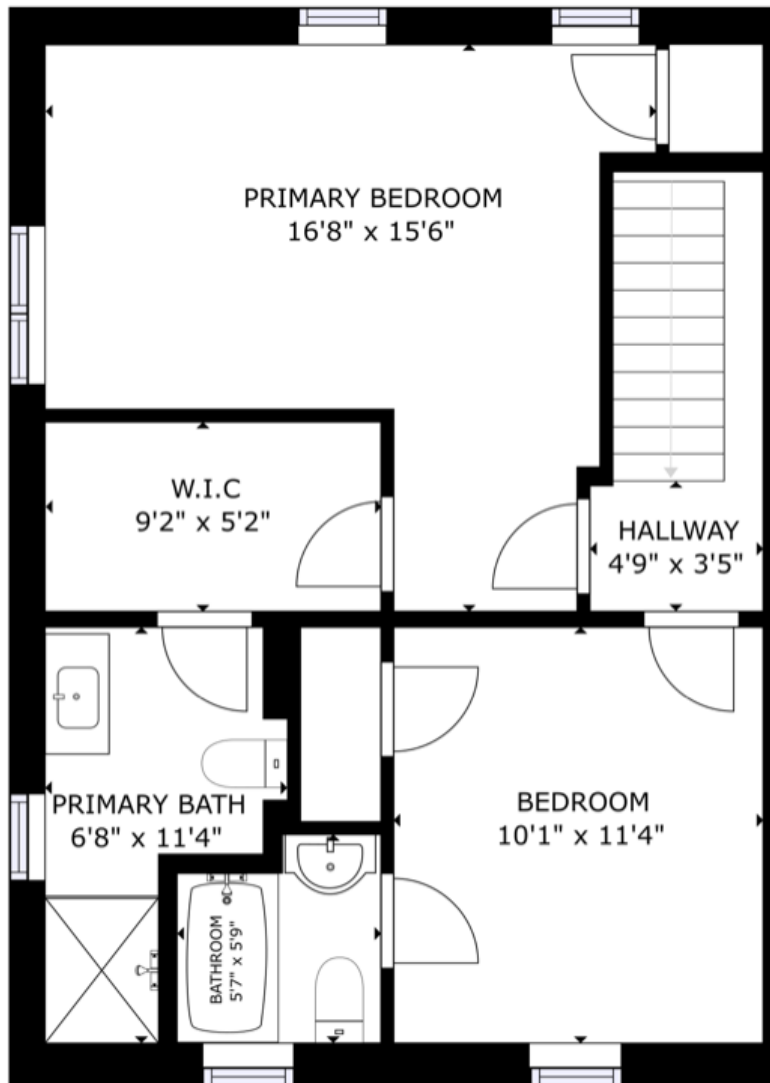 PRIMARY BEDROOM
16'8" x 15'6"
W.I.C
9'2" x 5'2"
HALLWAY
4'9" x 3'5"
PRIMARY BATH
6'8" x 11'4"
BEDROOM
10'1" x 11'4"
BATHROOM
5'7" x 5'9"